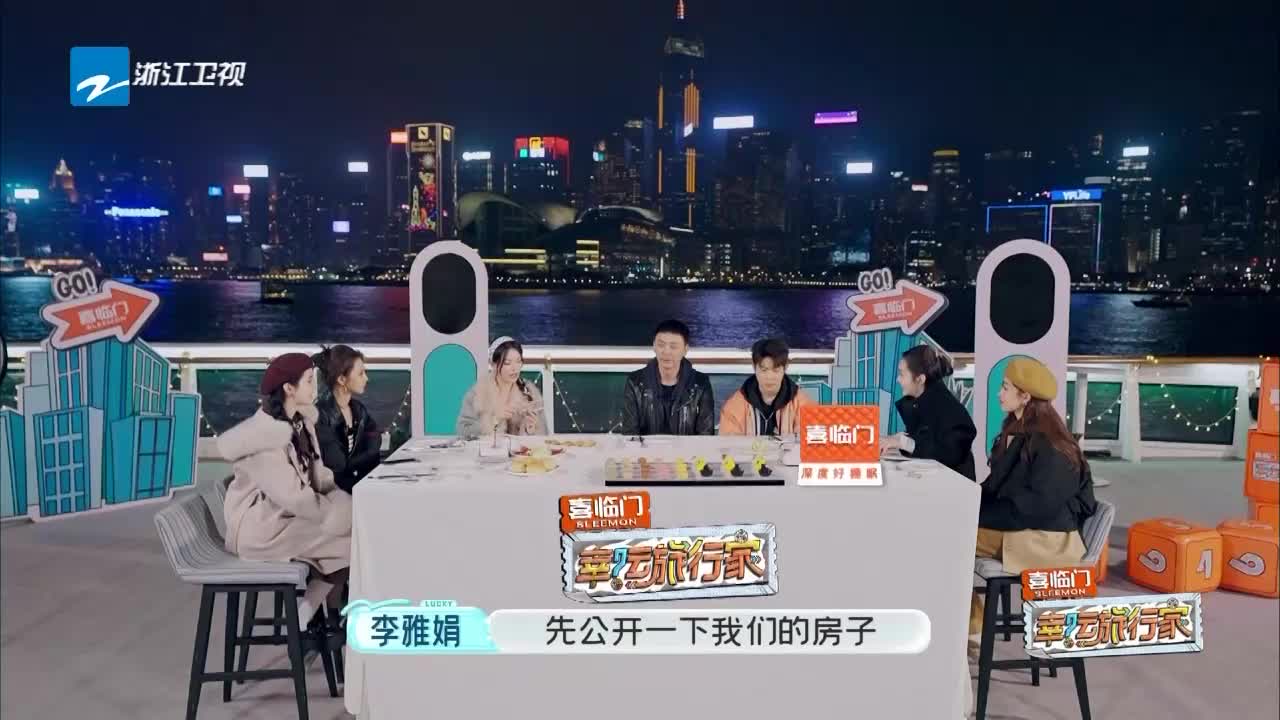 浙江卫视
Panasonic
YFLife
GO!
喜临门
SLEEMON
GO!
喜临门
SLEEMON
喜临门
深度好睡眠
喜临门
SLEEMON
幸运旅行家
LUCKY
李雅娟
先公开一下我们的房子
喜临门
SLEEMON
幸运旅行家